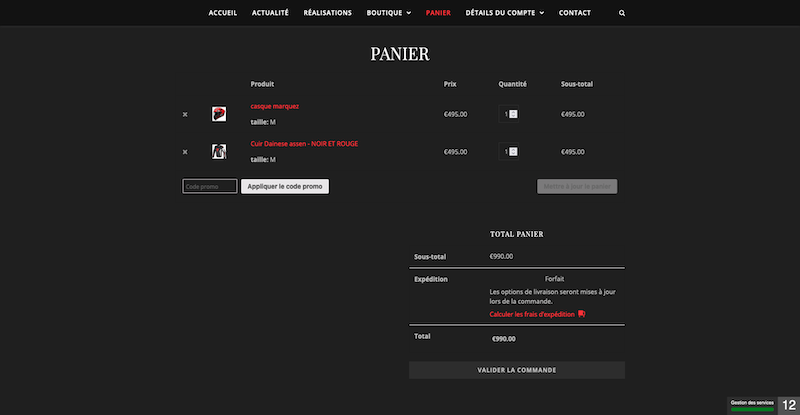 ACCUEIL ACTUALITÉ RÉALISATIONS BOUTIQUE PANIER DÉTAILS DU COMPTE CONTACT
PANIER
Produit Prix Quantité Sous-total
casque marquez
taille: M
€495.00 1 €495.00
Cuir Dainese assen - NOIR ET ROUGE
taille: M
€495.00 1 €495.00
Code promo Appliquer le code promo Mettre à jour le panier
TOTAL PANIER
Sous-total €990.00
Expédition Forfait
Les options de livraison seront mises à jour
lors de la commande.
Calculer les frais d’expédition
Total €990.00
VALIDER LA COMMANDE
Gestion des services 12